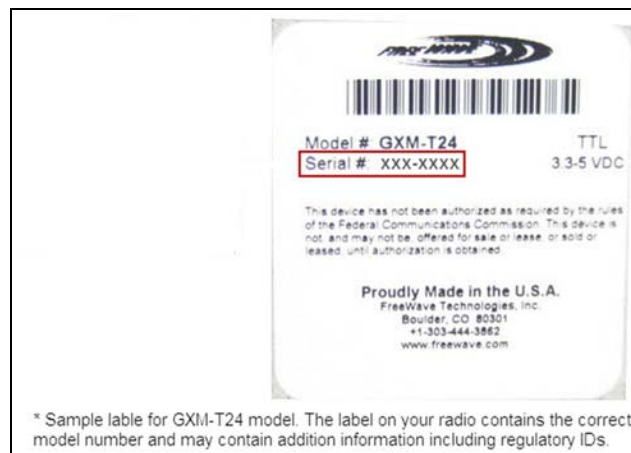 FREE WAVE
Model # GXM-T24 TTL
Serial #: XXX-XXXX 3.3-5 VDC
This device has not been authorized as required by the rules
of the Federal Communications Commission. This device is
not, and may not be, offered for sale or lease, or sold or
leased, until authorization is obtained.
Proudly Made in the U.S.A.
FreeWave Technologies, Inc.
Boulder, CO 80301
+1-303-444-3862
www.freewave.com
* Sample lable for GXM-T24 model. The label on your radio contains the correct
model number and may contain addition information including regulatory IDs.